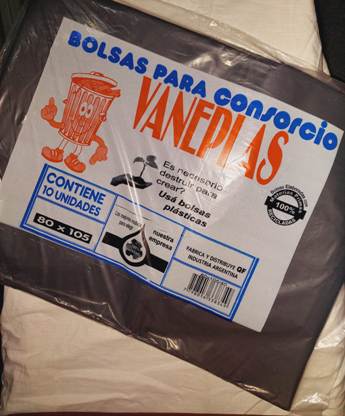 BOLSAS PARA consorcio
VANEPLAS
Es necesario
destruir para
crear?
Usá bolsas
plásticas
CONTIENE
10 UNIDADES
80 x 105
nuestra
empresa
100%
FABRICA Y DISTRIBUYE QF
INDUSTRIA ARGENTINA